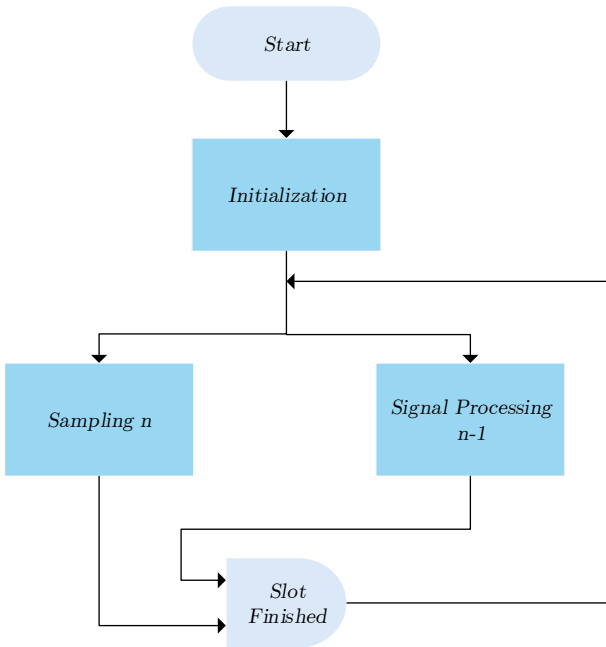 Start
Initialization
Sampling n
Signal Processing
n-1
Slot
Finished